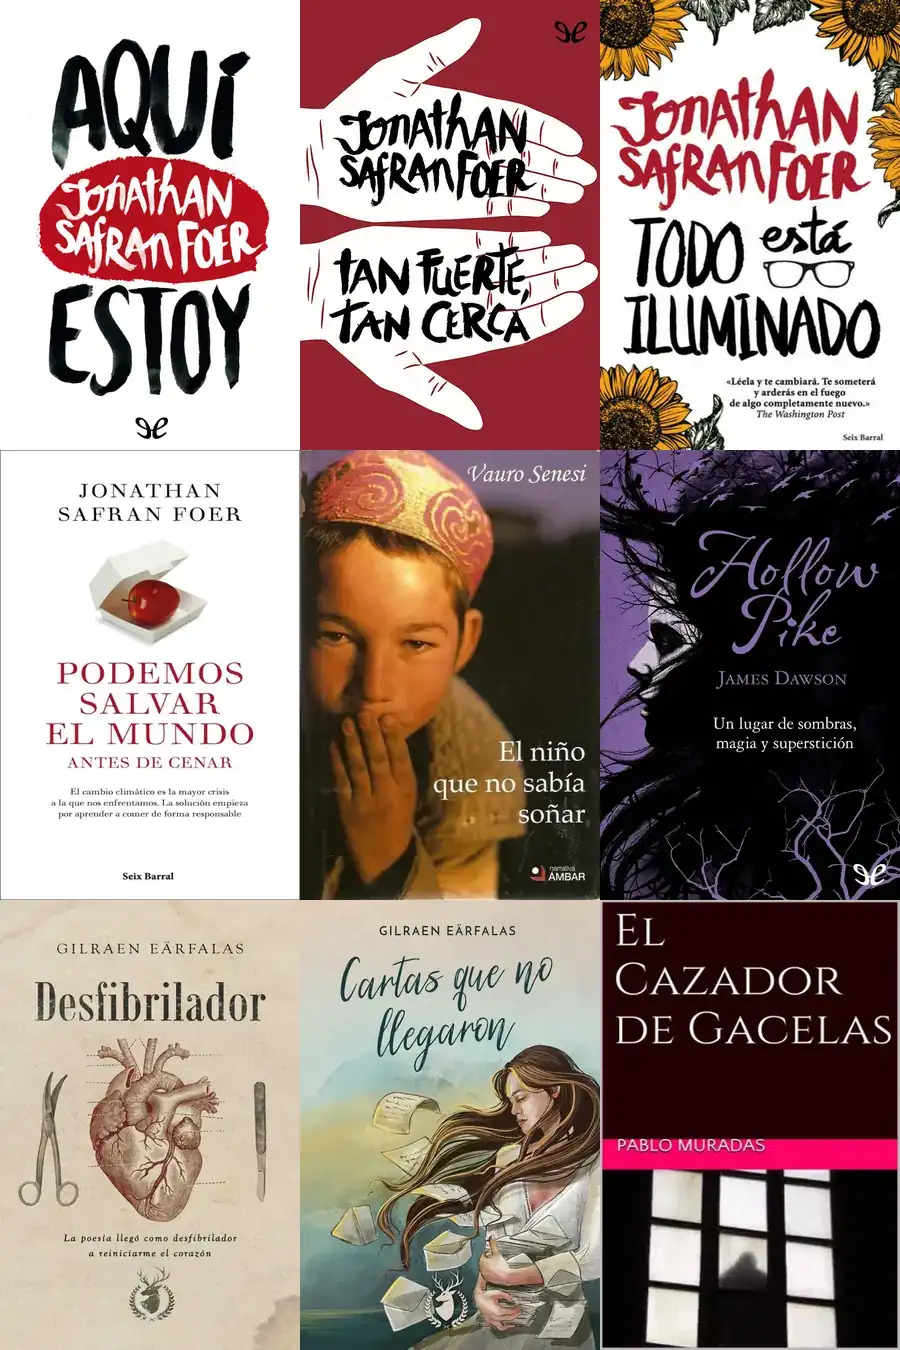 AQUÍ
JONATHAN
SAFRAN FOER
ESTOY
JONATHAN
SAFRAN FOER
TAN FUERTE,
TAN CERCA
JONATHAN
SAFRAN FOER
TODO está
ILUMINADO
«Léela y te cambiará. Te someterá
y arderás en el fuego
de algo completamente nuevo.»
The Washington Post
Seix Barral
JONATHAN
SAFRAN FOER
PODEMOS
SALVAR
EL MUNDO
ANTES DE CENAR
El cambio climático es la mayor crisis
a la que nos enfrentamos. La solución empieza
por aprender a comer de forma responsable
Seix Barral
Vauro Senesi
El niño
que no sabía
soñar
narrativa
AMBAR
Hollow
Pike
JAMES DAWSON
Un lugar de sombras,
magia y superstición
GILRAEN EÄRFALAS
Desfibrilador
La poesía llegó como desfibrilador
a reiniciarme el corazón
GILRAEN EÄRFALAS
Cartas que no
llegaron
EL
CAZADOR
DE GACELAS
PABLO MURADAS